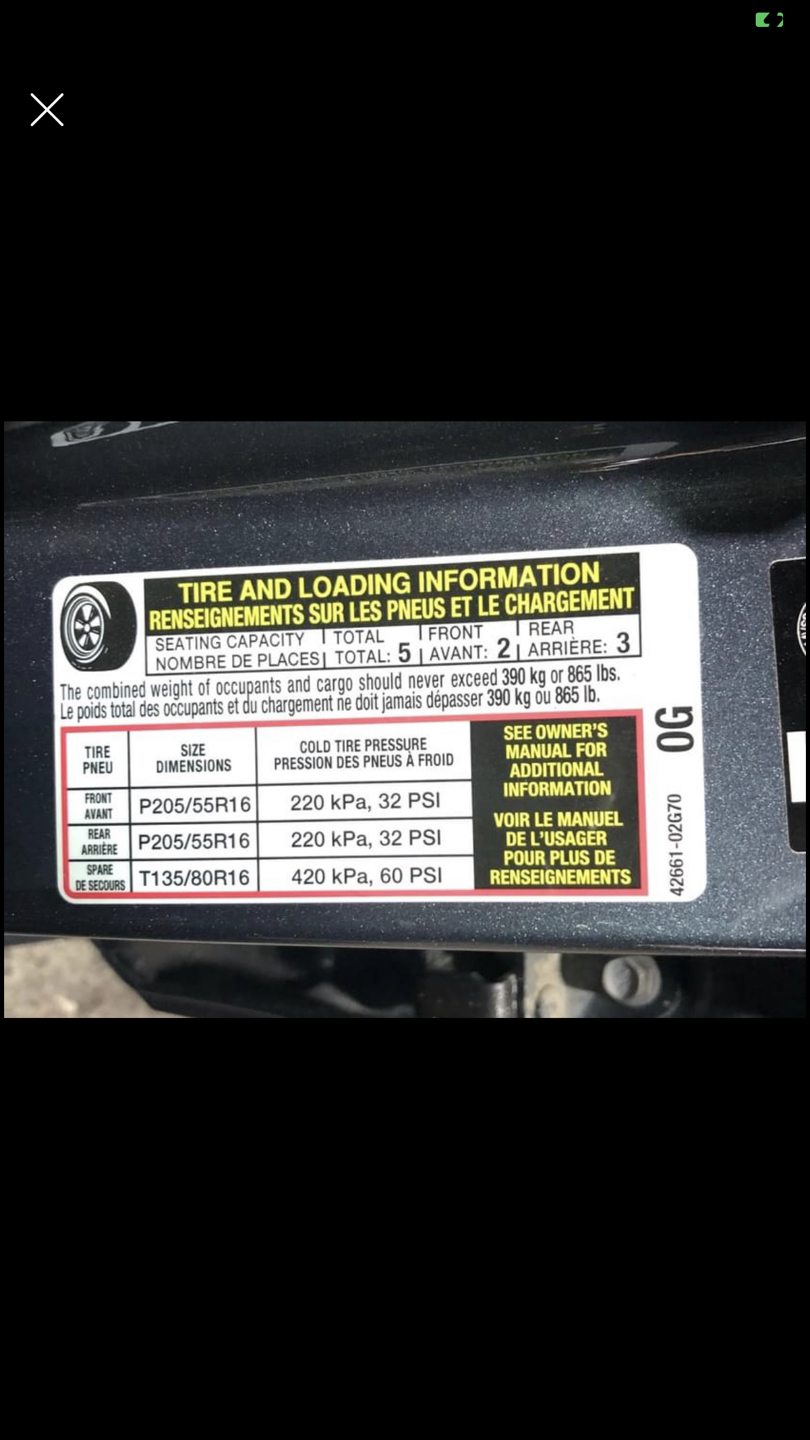 TIRE AND LOADING INFORMATION
RENSEIGNEMENTS SUR LES PNEUS ET LE CHARGEMENT
SEATING CAPACITY
NOMBRE DE PLACES
TOTAL
TOTAL: 5
FRONT
AVANT: 2
REAR
ARRIÈRE: 3
The combined weight of occupants and cargo should never exceed 390 kg or 865 lbs.
Le poids total des occupants et du chargement ne doit jamais dépasser 390 kg ou 865 lb.
TIRE
PNEU
SIZE
DIMENSIONS
COLD TIRE PRESSURE
PRESSION DES PNEUS À FROID
FRONT
AVANT
P205/55R16
220 kPa, 32 PSI
REAR
ARRIÈRE
P205/55R16
220 kPa, 32 PSI
SPARE
DE SECOURS
T135/80R16
420 kPa, 60 PSI
SEE OWNER'S
MANUAL FOR
ADDITIONAL
INFORMATION
VOIR LE MANUEL
DE L'USAGER
POUR PLUS DE
RENSEIGNEMENTS
0G
42661-02G70